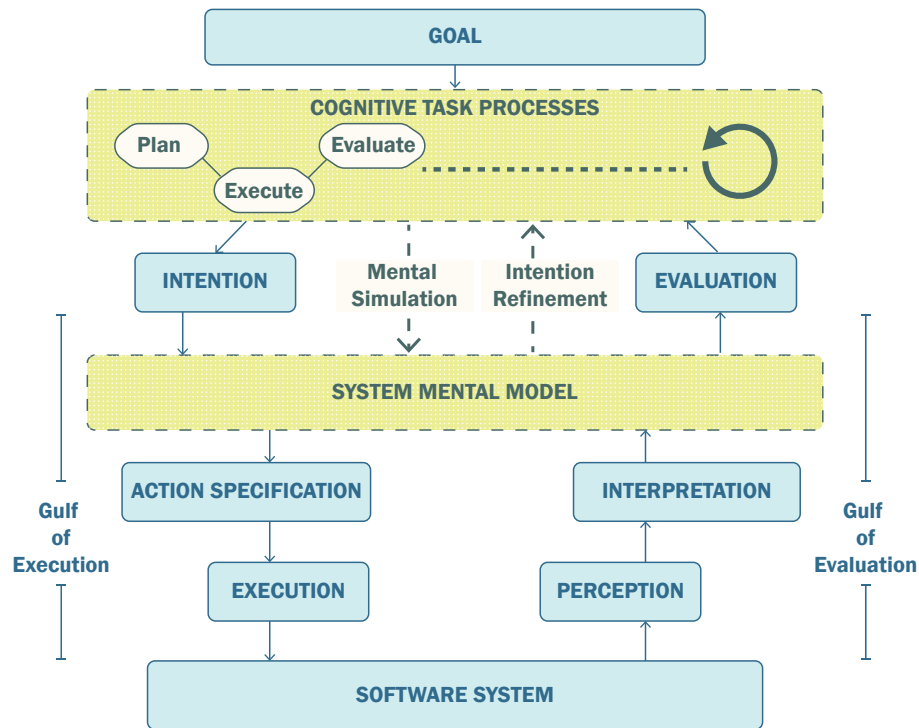 GOAL
COGNITIVE TASK PROCESSES
Plan
Execute
Evaluate
INTENTION
Mental
Simulation
Intention
Refinement
EVALUATION
SYSTEM MENTAL MODEL
ACTION SPECIFICATION
INTERPRETATION
Gulf
of
Execution
Gulf
of
Evaluation
EXECUTION
PERCEPTION
SOFTWARE SYSTEM